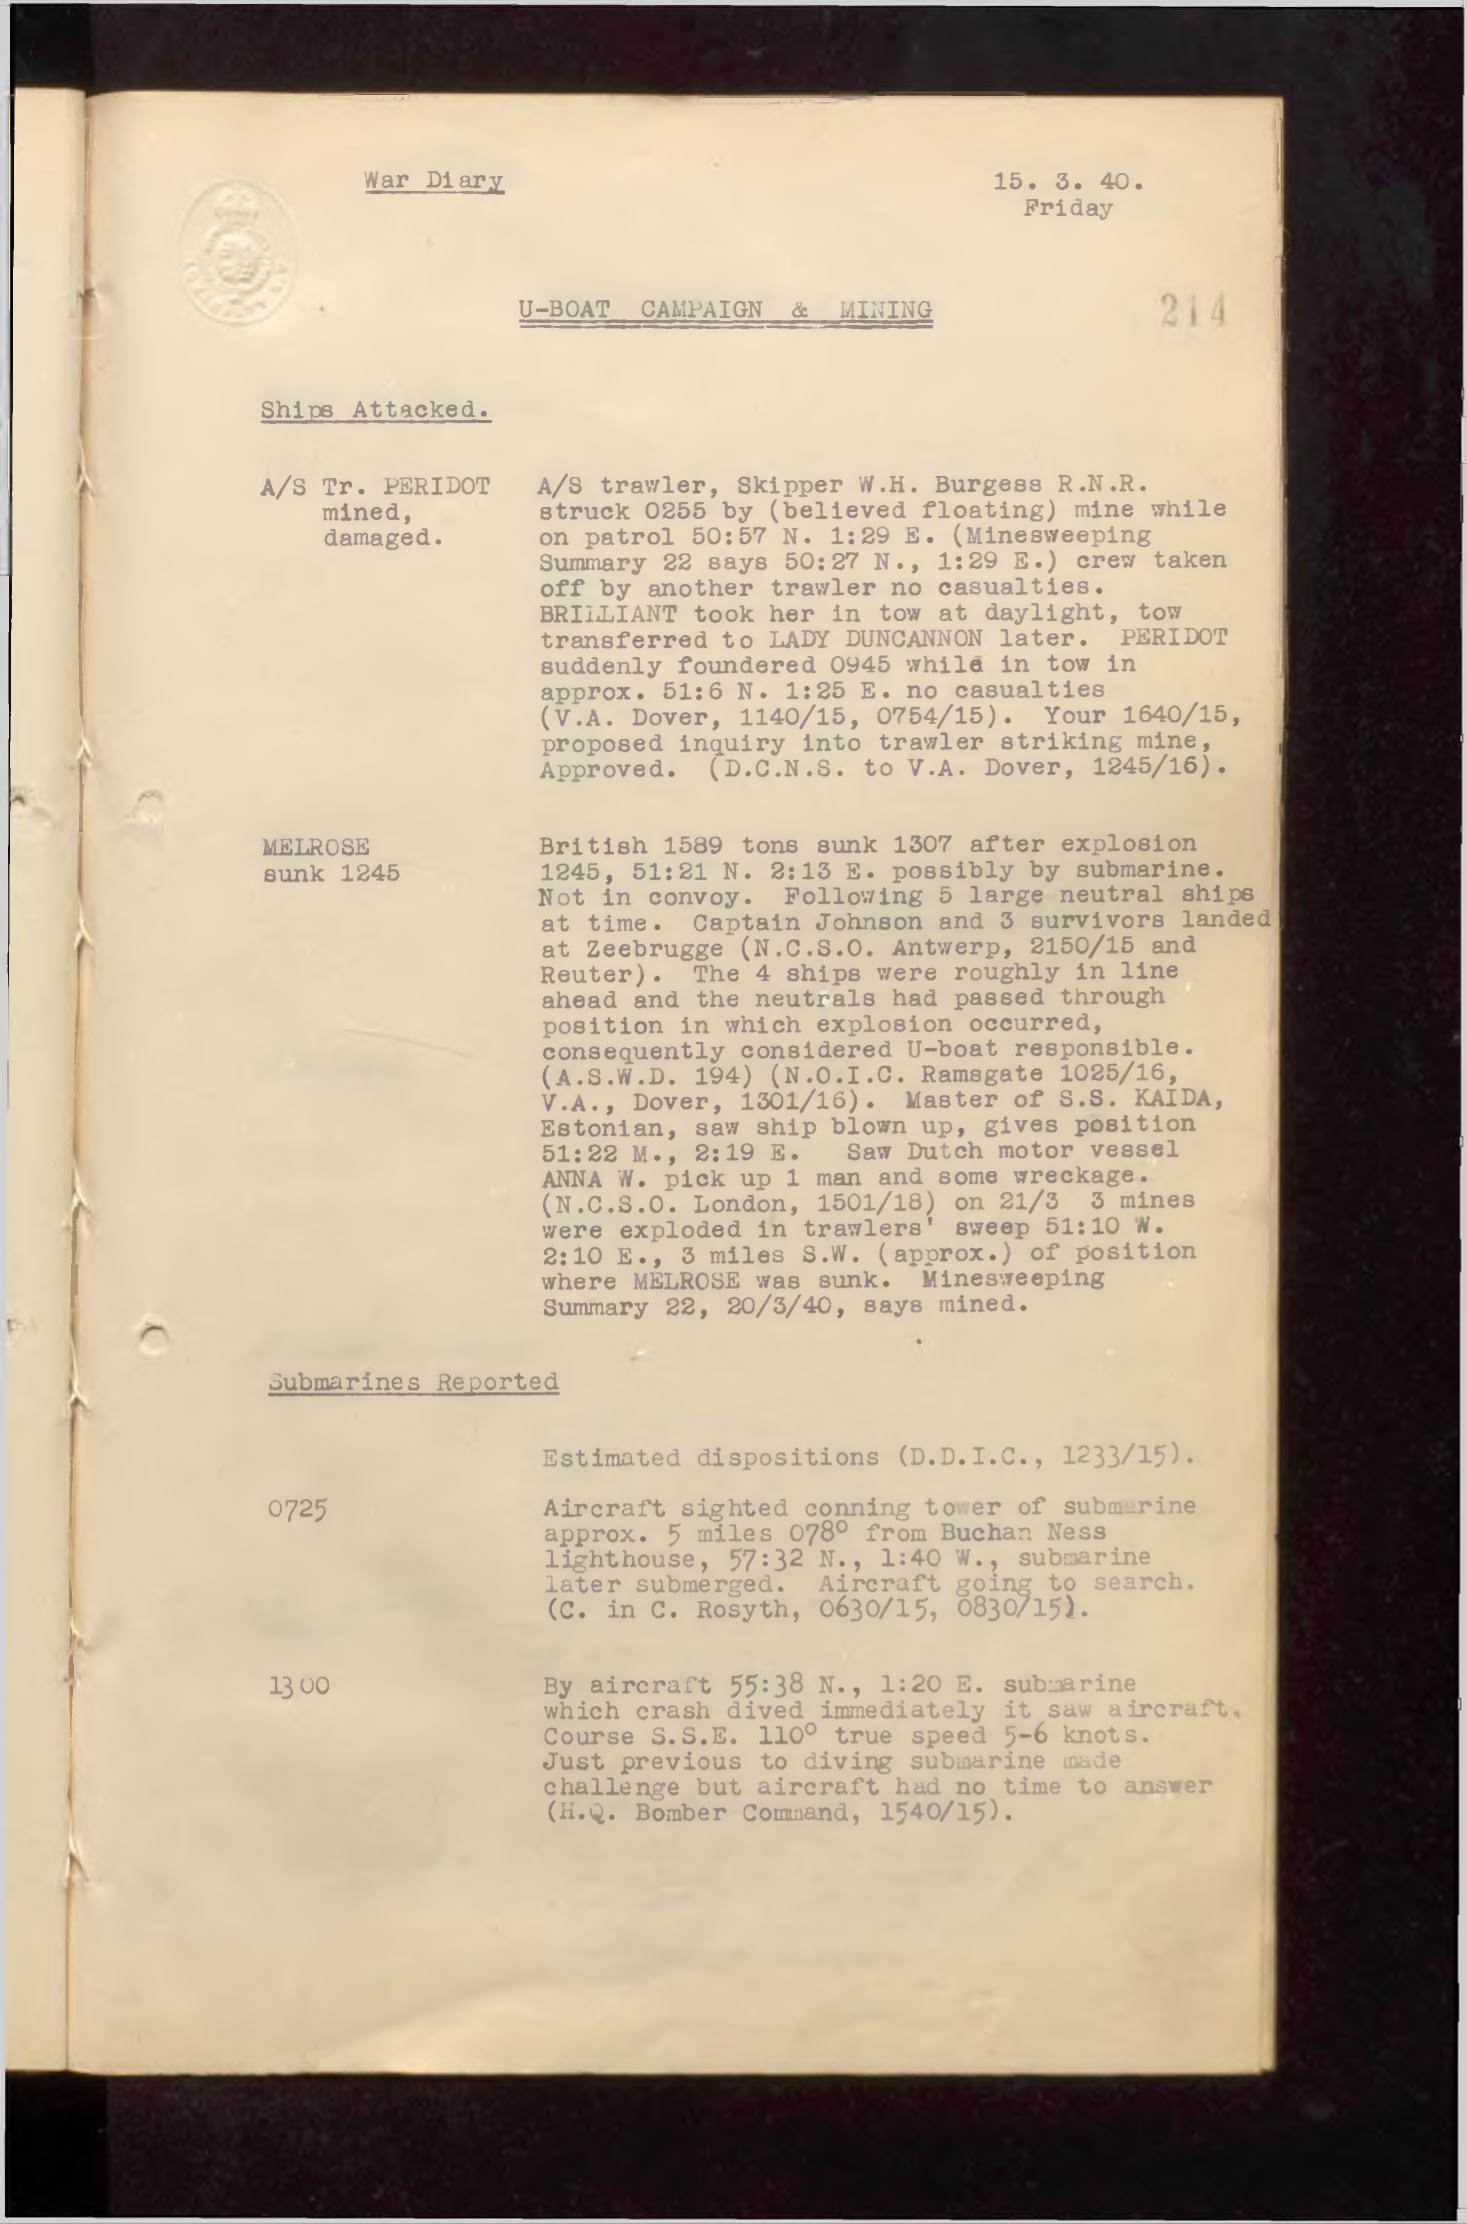 War Diary
15. 3. 40.
Friday
U-BOAT CAMPAIGN & MINING
214
Ships Attacked.
A/S Tr. PERIDOT
mined,
damaged.
A/S trawler, Skipper W.H. Burgess R.N.R.
struck 0255 by (believed floating) mine while
on patrol 50:57 N. 1:29 E. (Minesweeping
Summary 22 says 50:27 N., 1:29 E.) crew taken
off by another trawler no casualties.
BRILLIANT took her in tow at daylight, tow
transferred to LADY DUNCANNON later. PERIDOT
suddenly foundered 0945 while in tow in
approx. 51:6 N. 1:25 E. no casualties
(V.A. Dover, 1140/15, 0754/15). Your 1640/15,
proposed inquiry into trawler striking mine,
Approved. (D.C.N.S. to V.A. Dover, 1245/16).
MELROSE
sunk 1245
British 1589 tons sunk 1307 after explosion
1245, 51:21 N. 2:13 E. possibly by submarine.
Not in convoy. Following 5 large neutral ships
at time. Captain Johnson and 3 survivors landed
at Zeebrugge (N.C.S.O. Antwerp, 2150/15 and
Reuter). The 4 ships were roughly in line
ahead and the neutrals had passed through
position in which explosion occurred,
consequently considered U-boat responsible.
(A.S.W.D. 194) (N.O.I.C. Ramsgate 1025/16,
V.A., Dover, 1301/16). Master of S.S. KAIDA,
Estonian, saw ship blown up, gives position
51:22 M., 2:19 E. Saw Dutch motor vessel
ANNA W. pick up 1 man and some wreckage.
(N.C.S.O. London, 1501/18) on 21/3 3 mines
were exploded in trawlers' sweep 51:10 W.
2:10 E., 3 miles S.W. (approx.) of position
where MELROSE was sunk. Minesweeping
Summary 22, 20/3/40, says mined.
Submarines Reported
Estimated dispositions (D.D.I.C., 1233/15).
0725
Aircraft sighted conning tower of submarine
approx. 5 miles 078° from Buchan Ness
lighthouse, 57:32 N., 1:40 W., submarine
later submerged. Aircraft going to search.
(C. in C. Rosyth, 0630/15, 0830/15).
1300
By aircraft 55:38 N., 1:20 E. submarine
which crash dived immediately it saw aircraft.
Course S.S.E. 110° true speed 5-6 knots.
Just previous to diving submarine made
challenge but aircraft had no time to answer
(H.Q. Bomber Command, 1540/15).